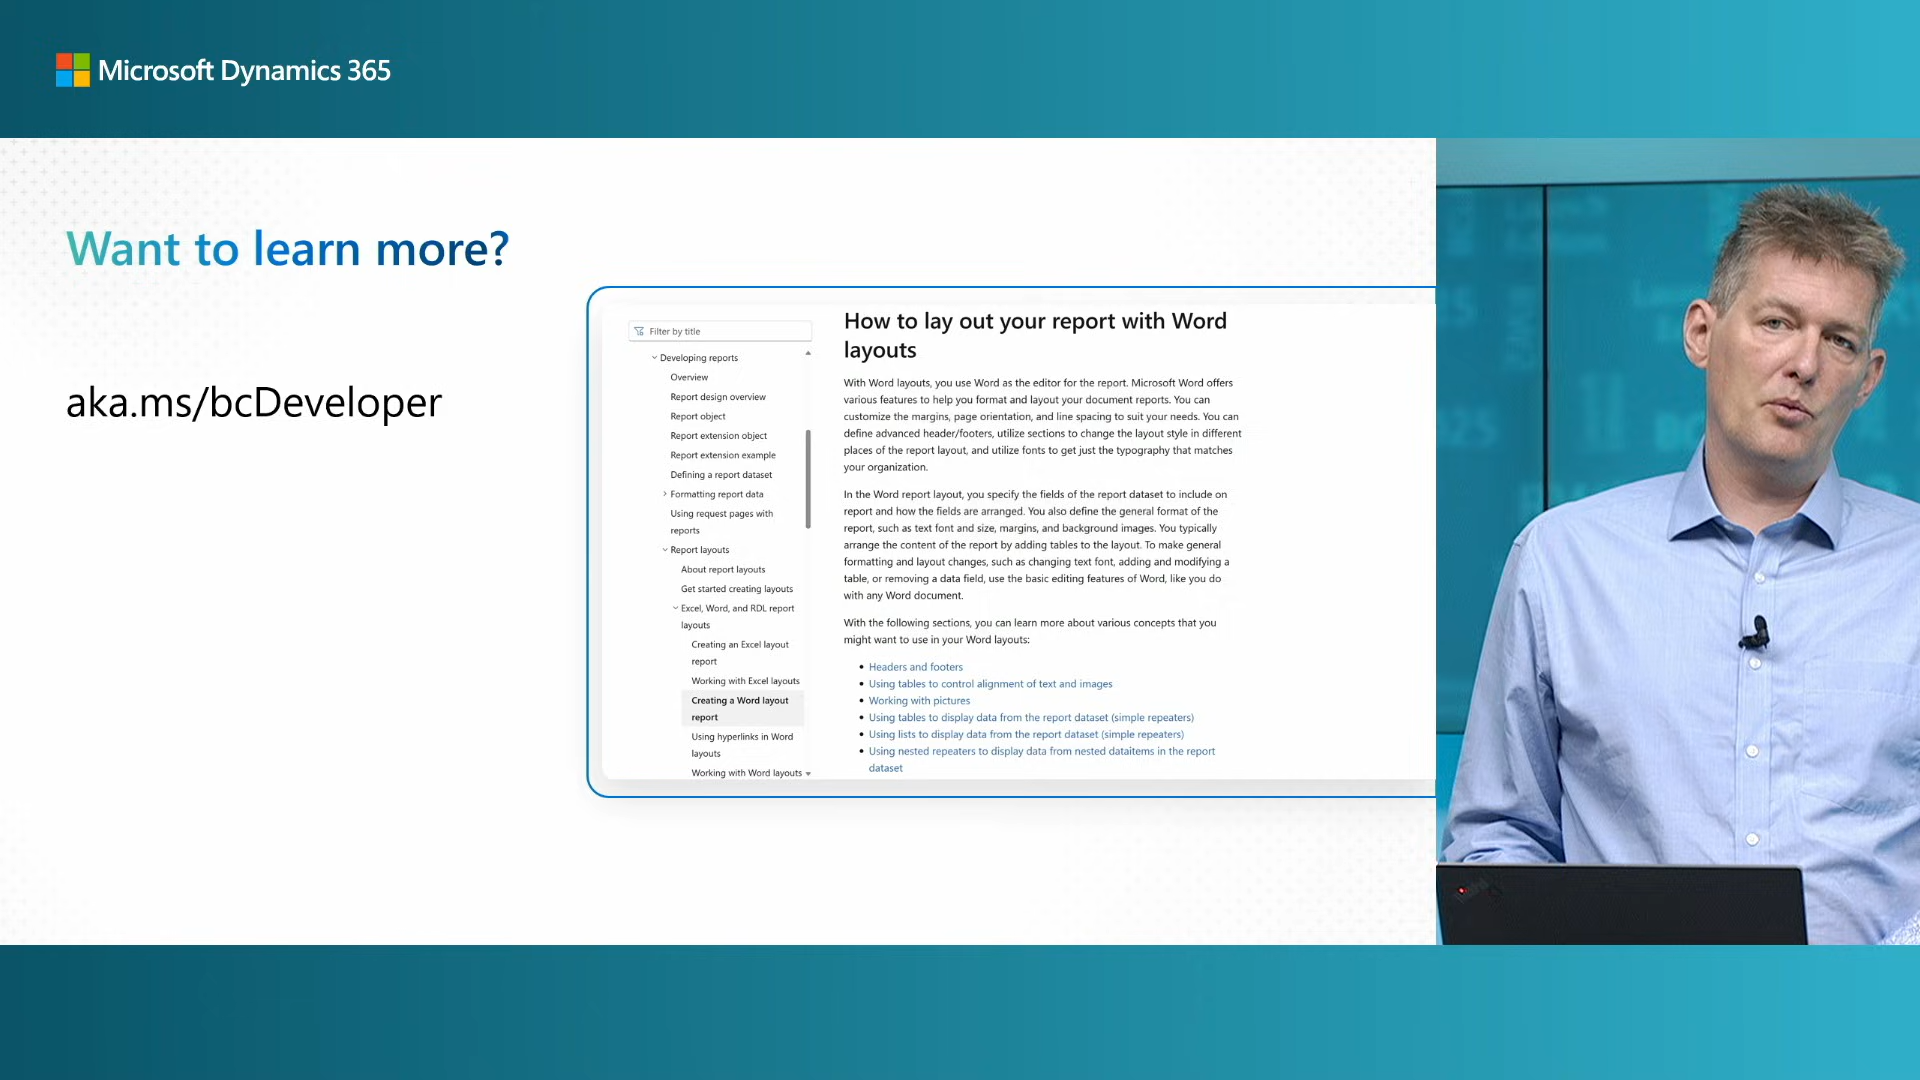 Microsoft Dynamics 365
Want to learn more?
aka.ms/bcDeveloper
Filter by title
Developing reports
Overview
Report design overview
Report object
Report extension object
Report extension example
Defining a report dataset
Formatting report data
Using request pages with
reports
Report layouts
About report layouts
Get started creating layouts
Excel, Word, and RDL report
layouts
Creating an Excel layout
report
Working with Excel layouts
Creating a Word layout
report
Using hyperlinks in Word
layouts
Working with Word layouts
How to lay out your report with Word
layouts
With Word layouts, you use Word as the editor for the report. Microsoft Word offers
various features to help you format and layout your document reports. You can
customize the margins, page orientation, and line spacing to suit your needs. You can
define advanced header/footers, utilize sections to change the layout style in different
places of the report layout, and utilize fonts to get just the typography that matches
your organization.
In the Word report layout, you specify the fields of the report dataset to include on
report and how the fields are arranged. You also define the general format of the
report, such as text font and size, margins, and background images. You typically
arrange the content of the report by adding tables to the layout. To make general
formatting and layout changes, such as changing text font, adding and modifying a
table, or removing a data field, use the basic editing features of Word, like you do
with any Word document.
With the following sections, you can learn more about various concepts that you
might want to use in your Word layouts:
• Headers and footers
• Using tables to control alignment of text and images
• Working with pictures
• Using tables to display data from the report dataset (simple repeaters)
• Using lists to display data from the report dataset (simple repeaters)
• Using nested repeaters to display data from nested dataitems in the report
dataset